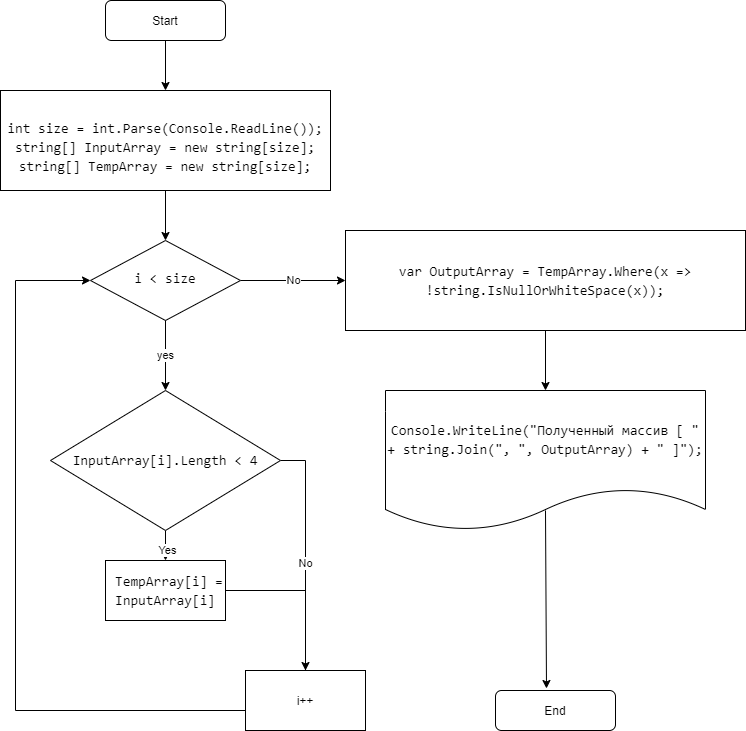 Start
int size = int.Parse(Console.ReadLine());
string[] InputArray = new string[size];
string[] TempArray = new string[size];
i < size
No
var OutputArray = TempArray.Where(x =>
!string.IsNullOrWhiteSpace(x));
yes
Console.WriteLine("Полученный массив [ "
+ string.Join(", ", OutputArray) + " ]");
InputArray[i].Length < 4
Yes
No
TempArray[i] =
InputArray[i]
i++
End